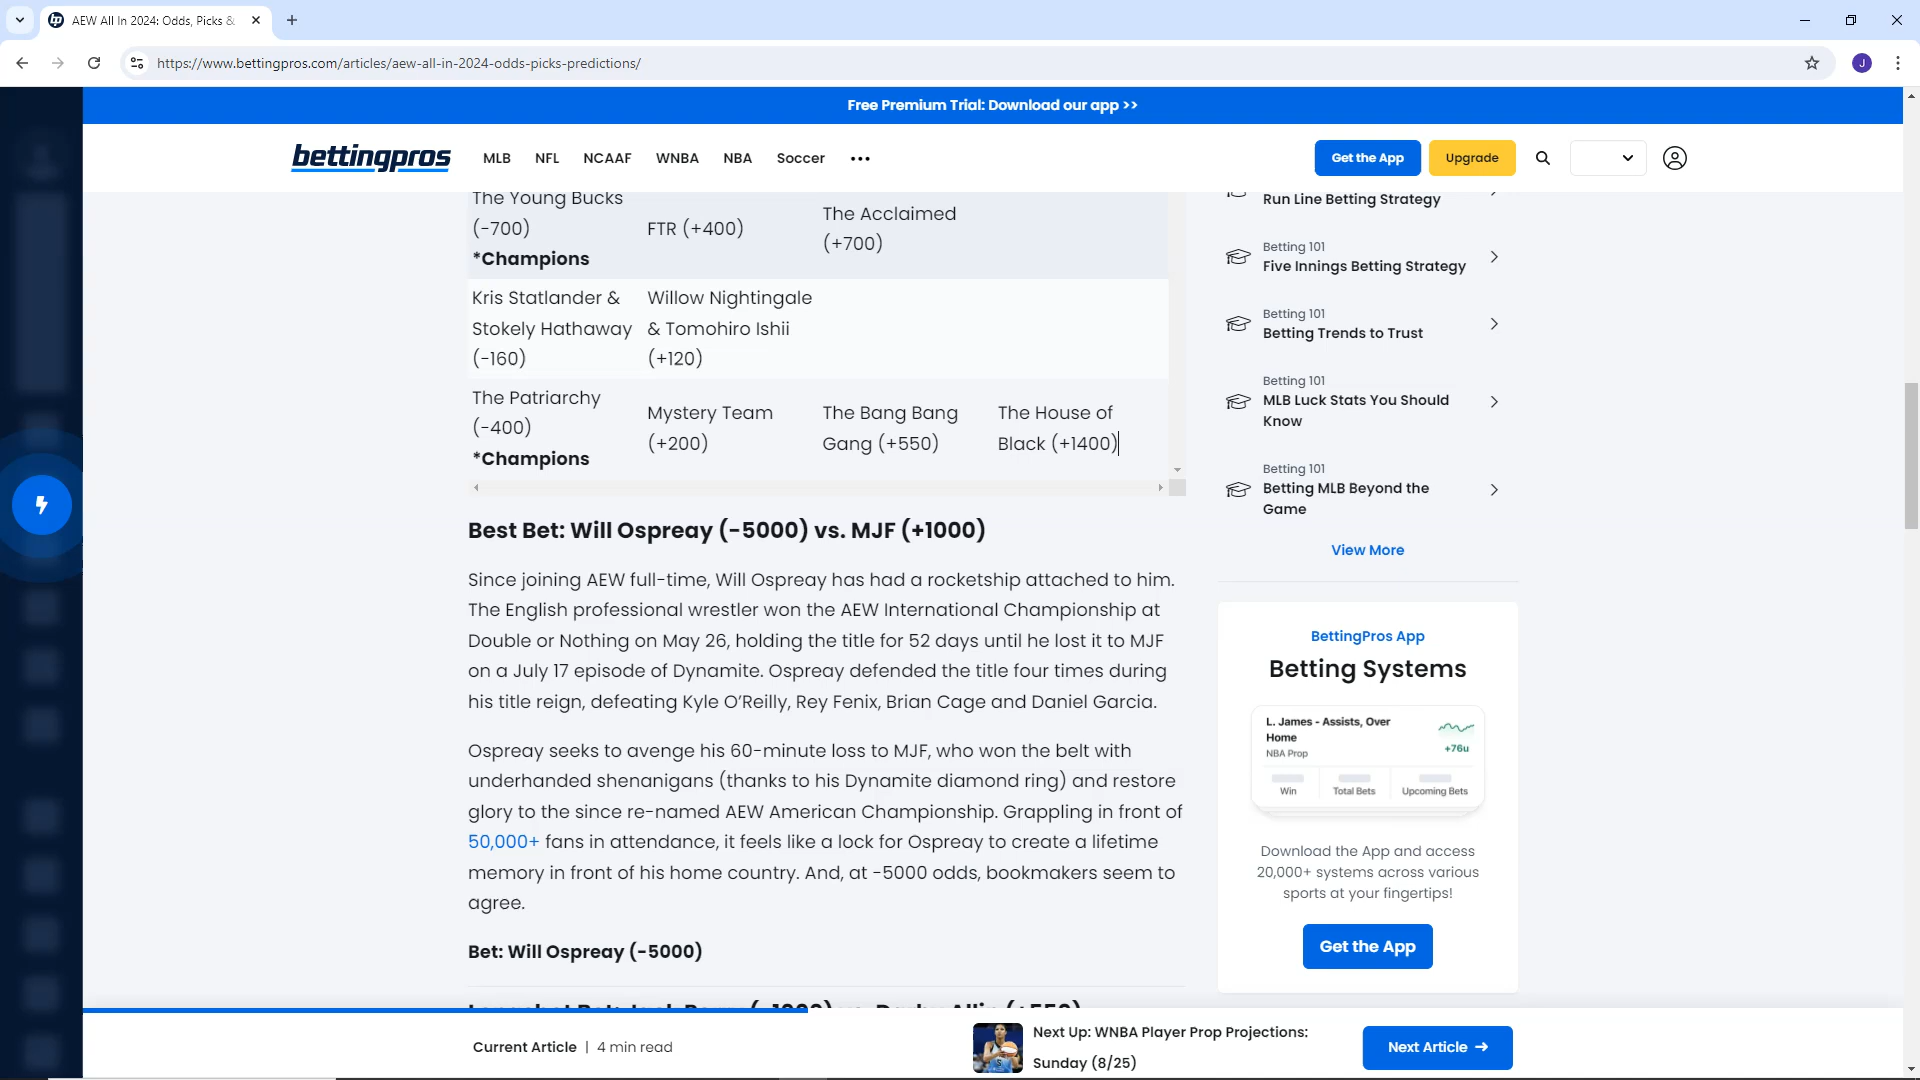 AEW All In 2024: Odds, Picks &
https://www.bettingpros.com/articles/aew-all-in-2024-odds-picks-predictions/
J
Free Premium Trial: Download our app >>
bettingpros
MLB
NFL
NCAAF
WNBA
NBA
Soccer
Get the App
Upgrade
The Young Bucks
(-700)
*Champions
FTR (+400)
The Acclaimed
(+700)
Kris Statlander &
Stokely Hathaway
(-160)
Willow Nightingale
& Tomohiro Ishii
(+120)
The Patriarchy
(-400)
*Champions
Mystery Team
(+200)
The Bang Bang
Gang (+550)
The House of
Black (+1400)
Best Bet: Will Ospreay (-5000) vs. MJF (+1000)
Since joining AEW full-time, Will Ospreay has had a rocketship attached to him.
The English professional wrestler won the AEW International Championship at
Double or Nothing on May 26, holding the title for 52 days until he lost it to MJF
on a July 17 episode of Dynamite. Ospreay defended the title four times during
his title reign, defeating Kyle O’Reilly, Rey Fenix, Brian Cage and Daniel Garcia.
Ospreay seeks to avenge his 60-minute loss to MJF, who won the belt with
underhanded shenanigans (thanks to his Dynamite diamond ring) and restore
glory to the since re-named AEW American Championship. Grappling in front of
50,000+ fans in attendance, it feels like a lock for Ospreay to create a lifetime
memory in front of his home country. And, at -5000 odds, bookmakers seem to
agree.
Bet: Will Ospreay (-5000)
Run Line Betting Strategy
Betting 101
Five Innings Betting Strategy
Betting 101
Betting Trends to Trust
Betting 101
MLB Luck Stats You Should
Know
Betting 101
Betting MLB Beyond the
Game
View More
BettingPros App
Betting Systems
L. James - Assists, Over
Home
NBA Prop
+76u
Win
Total Bets
Upcoming Bets
Download the App and access
20,000+ systems across various
sports at your fingertips!
Get the App
Current Article | 4 min read
Next Up: WNBA Player Prop Projections:
Sunday (8/25)
Next Article